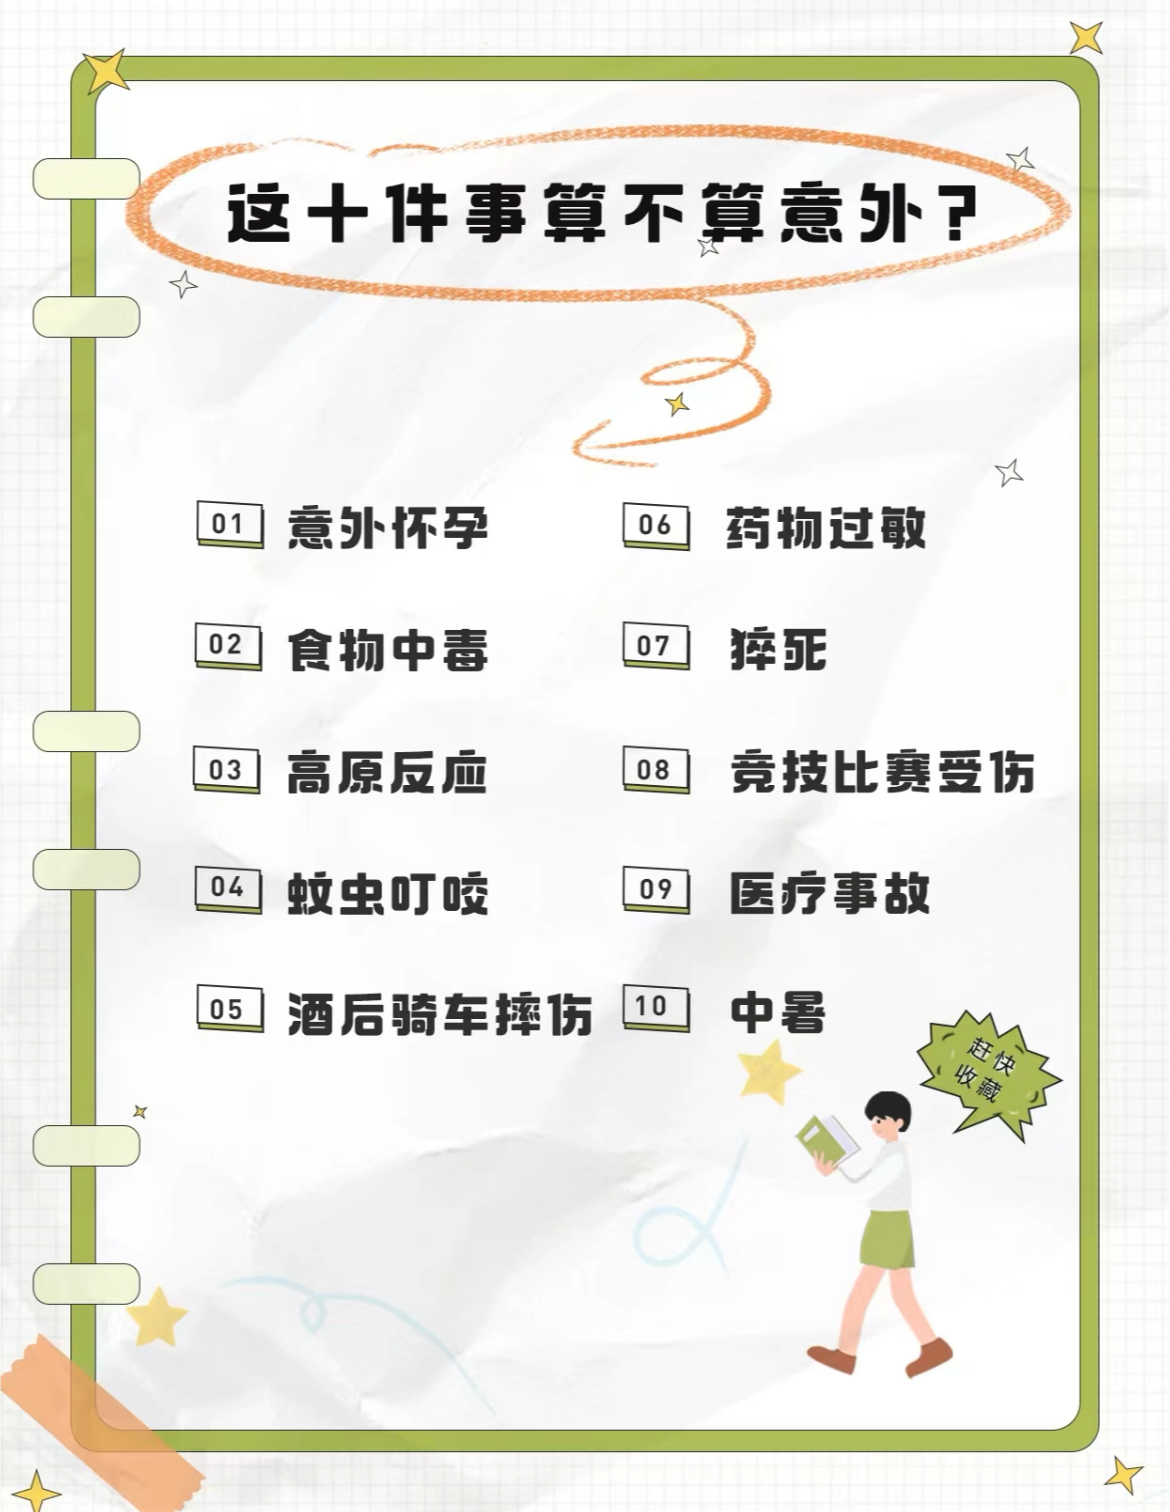 这十件事算不算意外？
01 意外怀孕
02 食物中毒
03 高原反应
04 蚊虫叮咬
05 酒后骑车摔伤
06 药物过敏
07 猝死
08 竞技比赛受伤
09 医疗事故
10 中暑
赶快
收藏